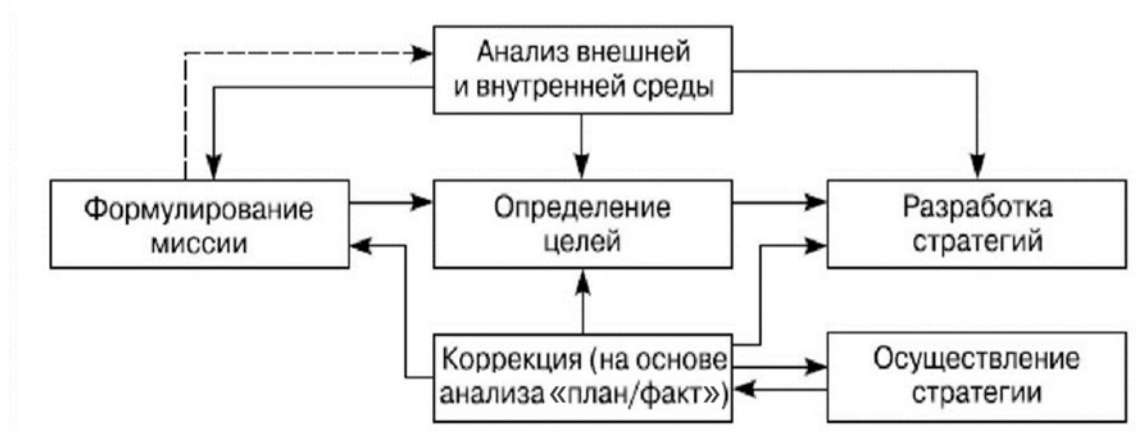 Анализ внешней
и внутренней среды
Формулирование
миссии
Определение
целей
Разработка
стратегий
Коррекция (на основе
анализа «план/факт»)
Осуществление
стратегии